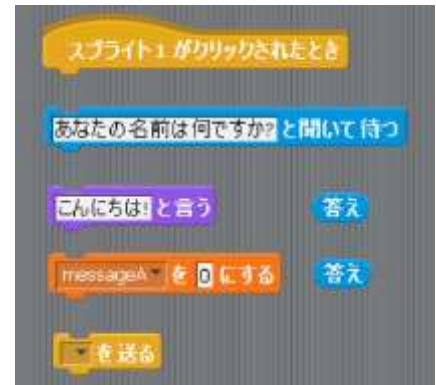 スプライト1がクリックされたとき
あなたの名前は何ですか? と聞いて待つ
こんにちは! と言う 答え
messageA を 0 にする 答え
を送る